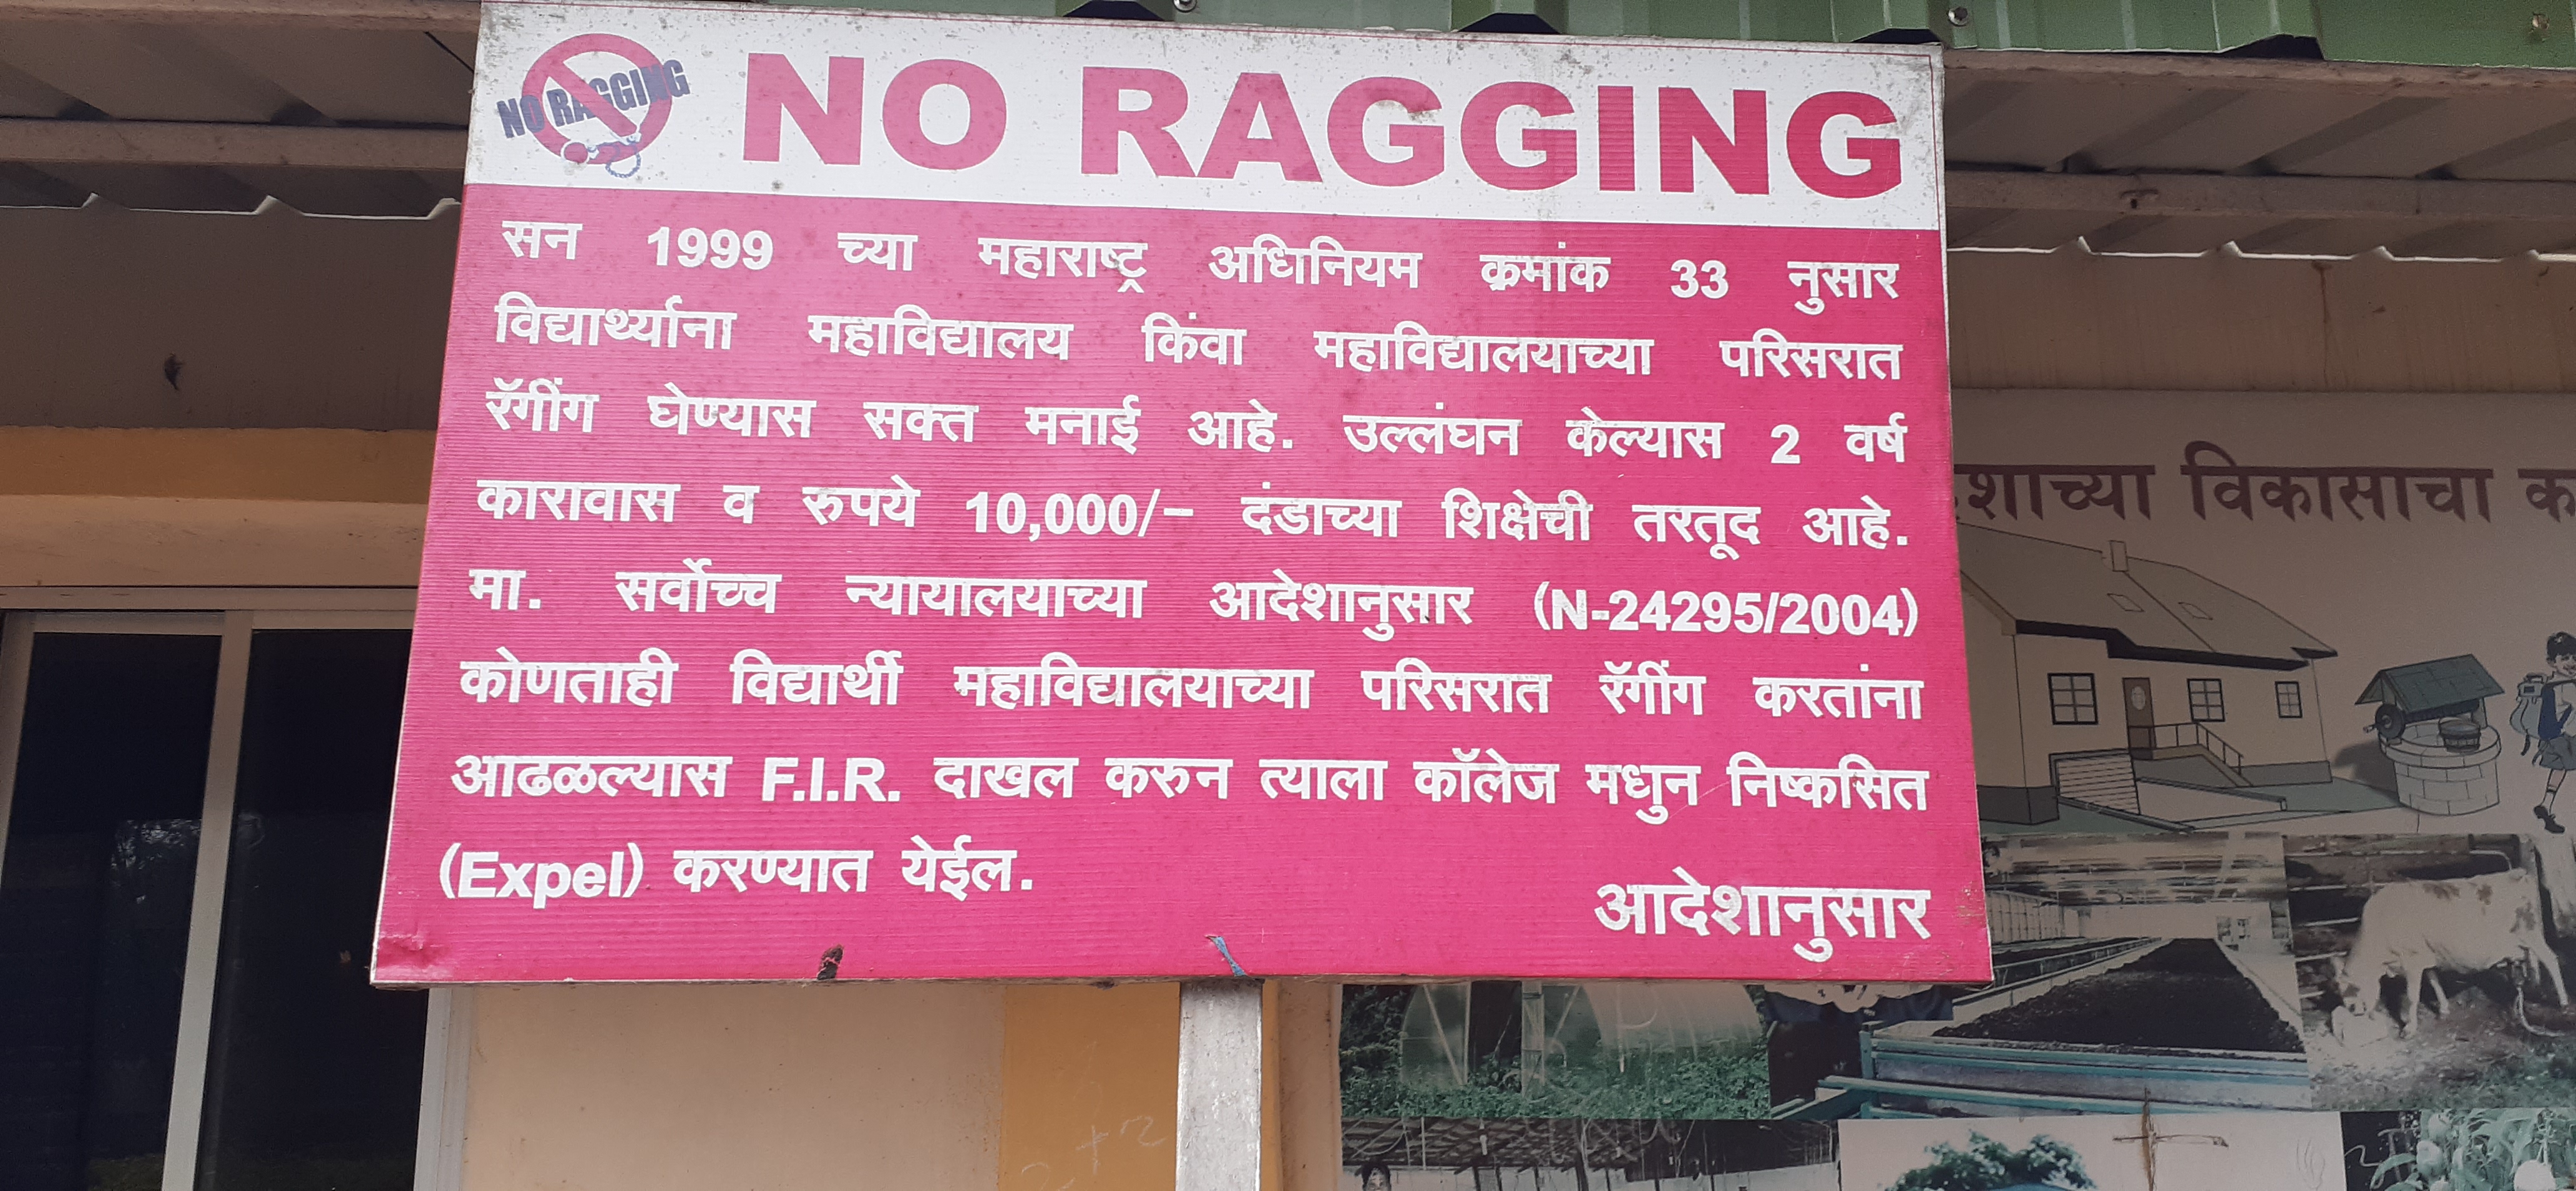 NO RAGGING
NO RAGGING
सन 1999 च्या महाराष्ट्र अधिनियम क्रमांक 33 नुसार
विद्यार्थ्यांना महाविद्यालय किंवा महाविद्यालयाच्या परिसरात
रॅगींग घेण्यास सक्त मनाई आहे. उल्लंघन केल्यास 2 वर्ष
कारावास व रुपये 10,000/- दंडाच्या शिक्षेची तरतूद आहे.
मा. सर्वोच्च न्यायालयाच्या आदेशानुसार (N-24295/2004)
कोणताही विद्यार्थी महाविद्यालयाच्या परिसरात रॅगींग करतांना
आढळल्यास F.I.R. दाखल करुन त्याला कॉलेज मधुन निष्कसित
(Expel) करण्यात येईल.
आदेशानुसार
विकासाचा
2+2